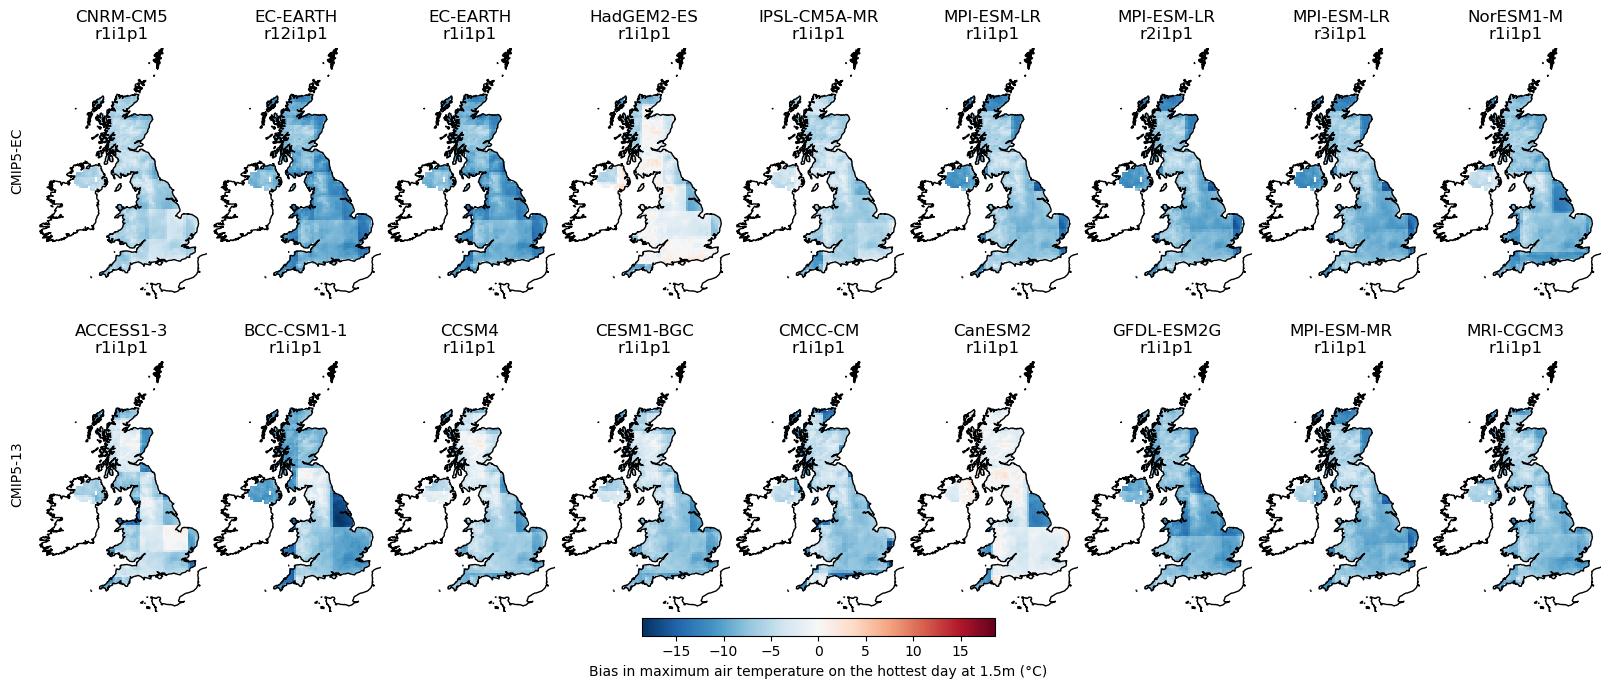 CNRM-CM5
r1i1p1
EC-EARTH
r12i1p1
EC-EARTH
r1i1p1
HadGEM2-ES
r1i1p1
IPSL-CM5A-MR
r1i1p1
MPI-ESM-LR
r1i1p1
MPI-ESM-LR
r2i1p1
MPI-ESM-LR
r3i1p1
NorESM1-M
r1i1p1
CMIP5-EC
ACCESS1-3
r1i1p1
BCC-CSM1-1
r1i1p1
CCSM4
r1i1p1
CESM1-BGC
r1i1p1
CMCC-CM
r1i1p1
CanESM2
r1i1p1
GFDL-ESM2G
r1i1p1
MPI-ESM-MR
r1i1p1
MRI-CGCM3
r1i1p1
CMIP5-13
−15 −10 −5 0 5 10 15
Bias in maximum air temperature on the hottest day at 1.5m (°C)